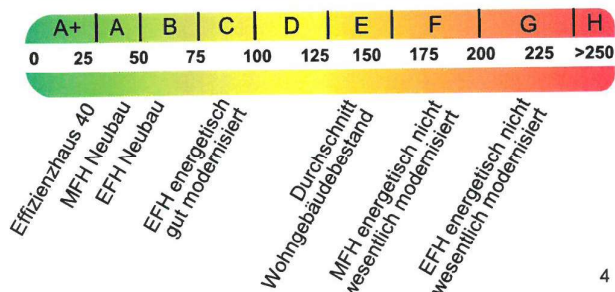 A+ A B C D E F G H
0 25 50 75 100 125 150 175 200 225 >250
Effizienzhaus 40
MFH Neubau
EFH Neubau
EFH energetisch
gut modernisiert
Durchschnitt
Wohngebäudebestand
MFH energetisch nicht
wesentlich modernisiert
EFH energetisch nicht
wesentlich modernisiert
4